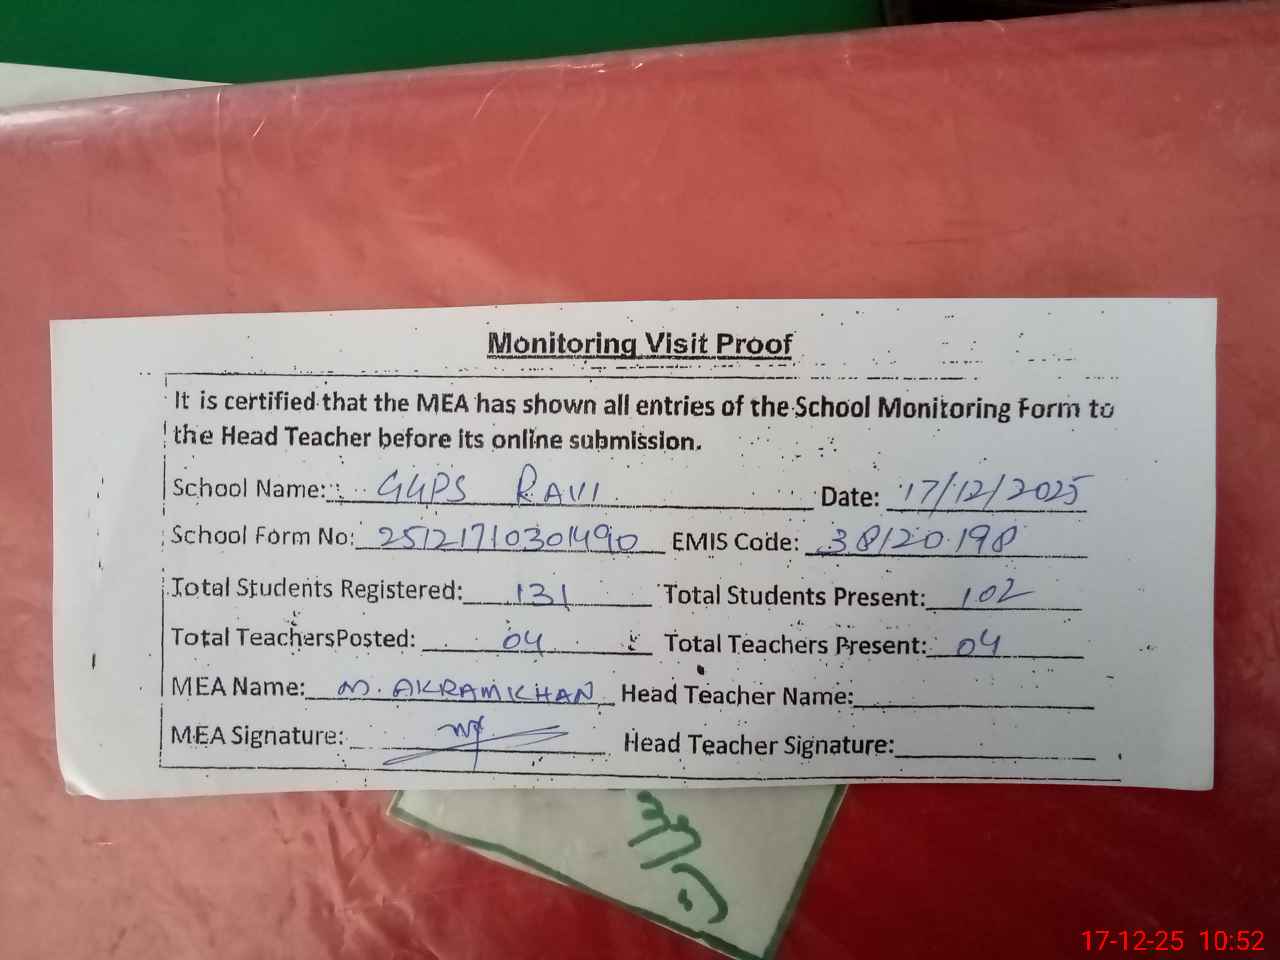 Monitoring Visit Proof
It is certified that the MEA has shown all entries of the School Monitoring Form to
the Head Teacher before its online submission.
School Name: GGPS RAVI Date: 17/12/2025
School Form No: 25121710301490 EMIS Code: 38120198
Total Students Registered: 131 Total Students Present: 102
Total TeachersPosted: 04 Total Teachers Present: 04
MEA Name: M. AKRAM KHAN Head Teacher Name:
MEA Signature: Head Teacher Signature:
17-12-25 10:52